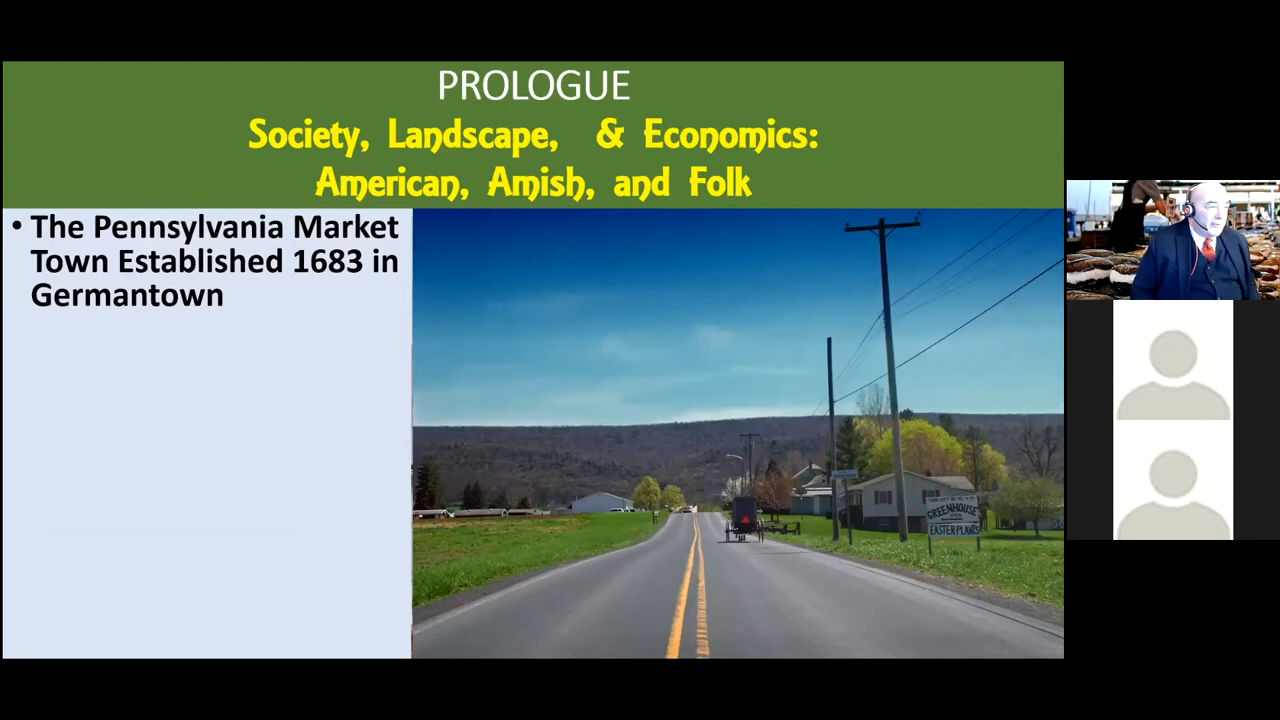 PROLOGUE
Society, Landscape, & Economics:
American, Amish, and Folk
• The Pennsylvania Market
Town Established 1683 in
Germantown
GREENHOUSE
EASTER PLANTS